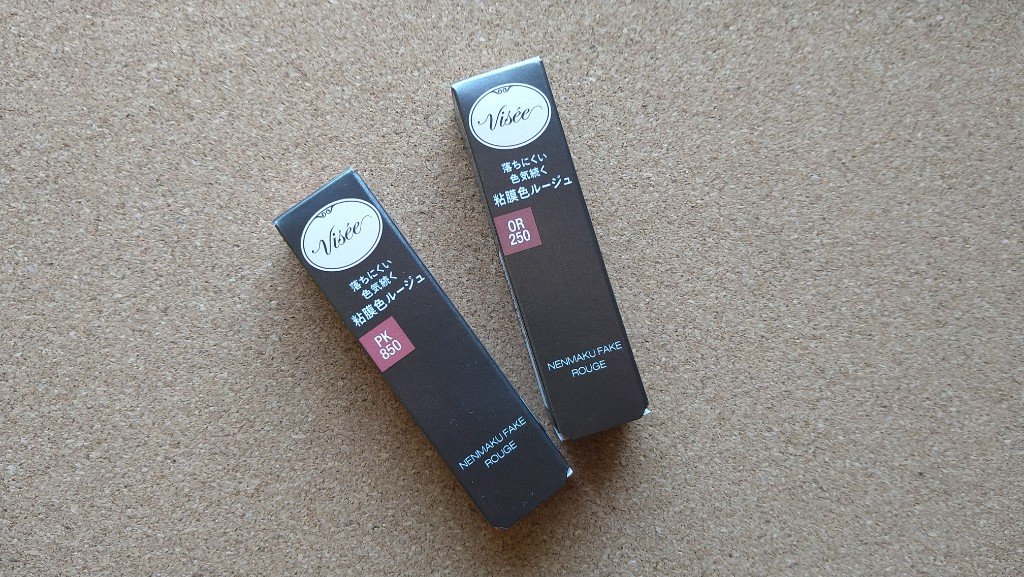 Visée
落ちにくい
色気続く
粘膜色ルージュ
PK
850
NENMAKU FAKE
ROUGE
Visée
落ちにくい
色気続く
粘膜色ルージュ
OR
250
NENMAKU FAKE
ROUGE